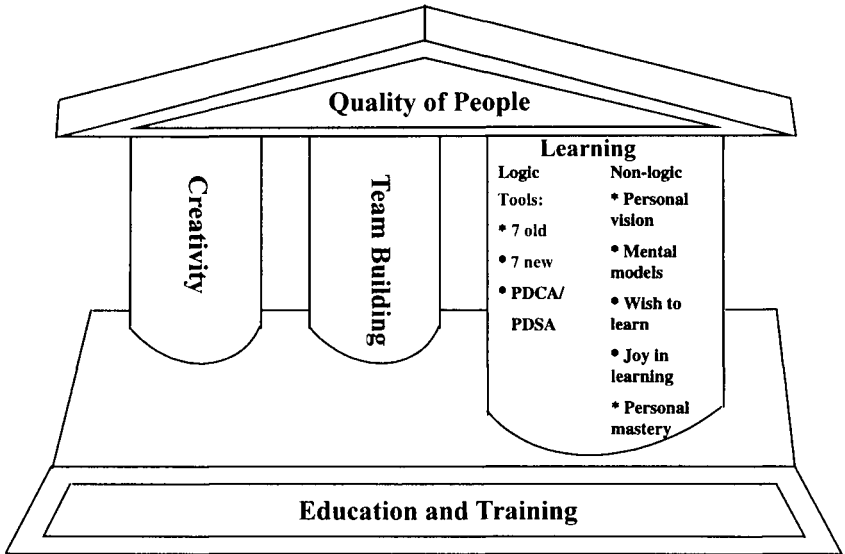 Quality of People
Creativity
Team Building
Learning
Logic
Tools:
* 7 old
• 7 new
• PDCA/
PDSA
Non-logic
* Personal
vision
• Mental
models
• Wish to
learn
• Joy in
learning
* Personal
mastery
Education and Training